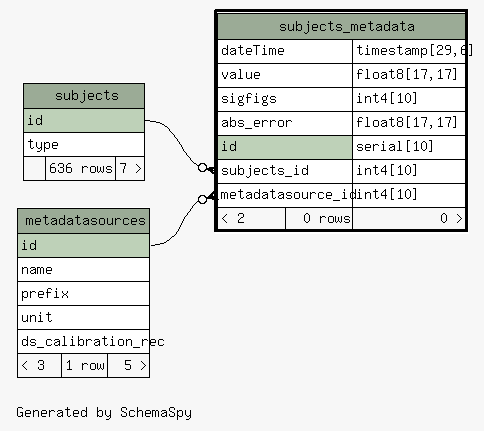 subjects_metadata
dateTime timestamp[29,6]
value float8[17,17]
sigfigs int4[10]
abs_error float8[17,17]
id serial[10]
subjects_id int4[10]
metadatasource_id int4[10]
< 2 0 rows 0 >
subjects
id
type
636 rows 7 >
metadatasources
id
name
prefix
unit
ds_calibration_rec
< 3 1 row 5 >
Generated by SchemaSpy